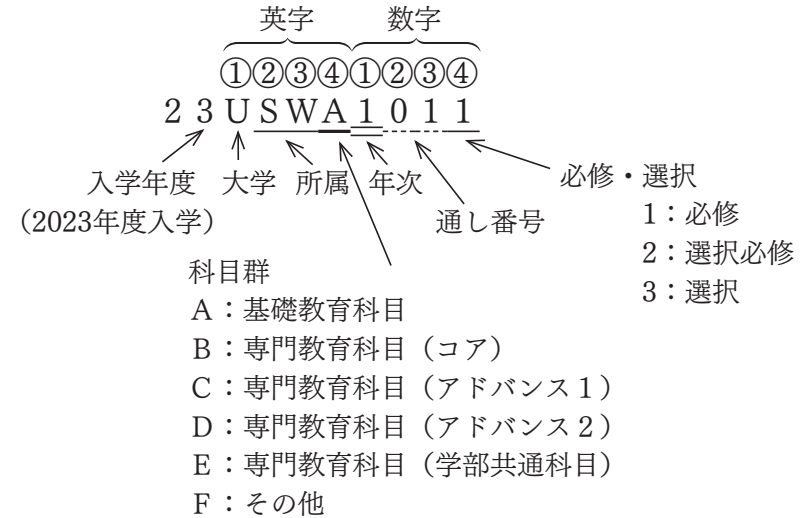 英字 数字
①②③④①②③④
23USWA1011
入学年度 大学 所属 年次 必修・選択
（2023年度入学） 通し番号 1：必修
2：選択必修
科目群 3：選択
A：基礎教育科目
B：専門教育科目（コア）
C：専門教育科目（アドバンス１）
D：専門教育科目（アドバンス２）
E：専門教育科目（学部共通科目）
F：その他